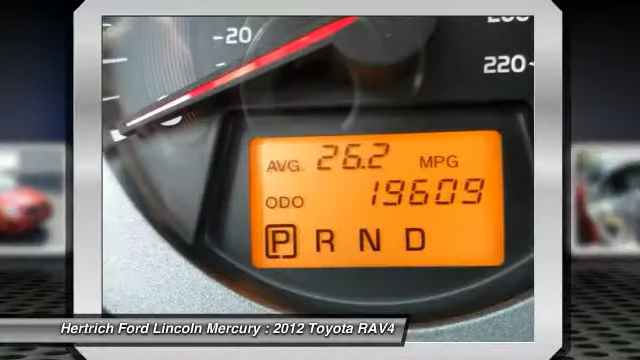 -20
220-
AVG. 26.2 MPG
ODO 19609
P R N D
Hertrich Ford Lincoln Mercury : 2012 Toyota RAV4